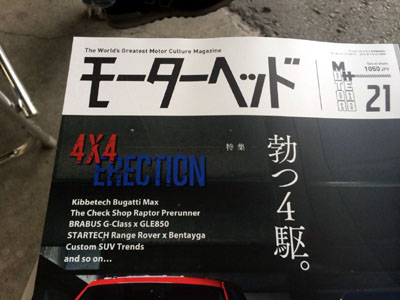 The World's Greatest Motor Culture Magazine
モーターヘッド
1050 JPY
21
特集
4X4
ERECTION
勃つ4駆。
Kibbetech Bugatti Max
The Check Shop Raptor Prerunner
BRABUS G-Class x GLE850
STARTECH Range Rover x Bentayga
Custom SUV Trends
and so on...